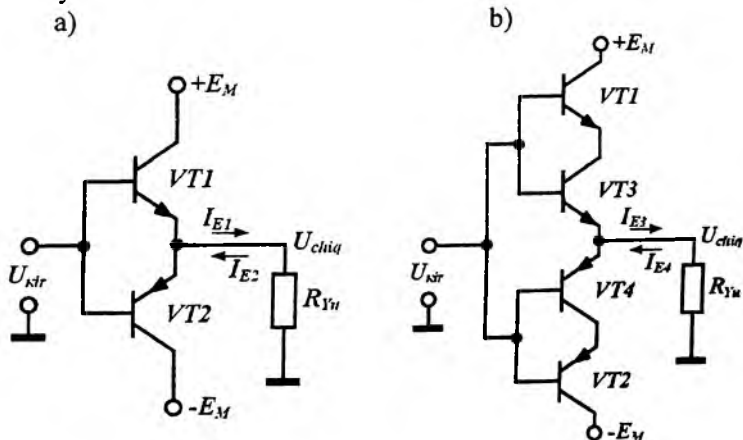 a)
+E_M
VT1
I_E1
U_chiq
U_kir
I_E2
R_Yu
VT2
-E_M
b)
+E_M
VT1
VT3
I_E3
U_chiq
U_kir
I_E4
R_Yu
VT4
VT2
-E_M